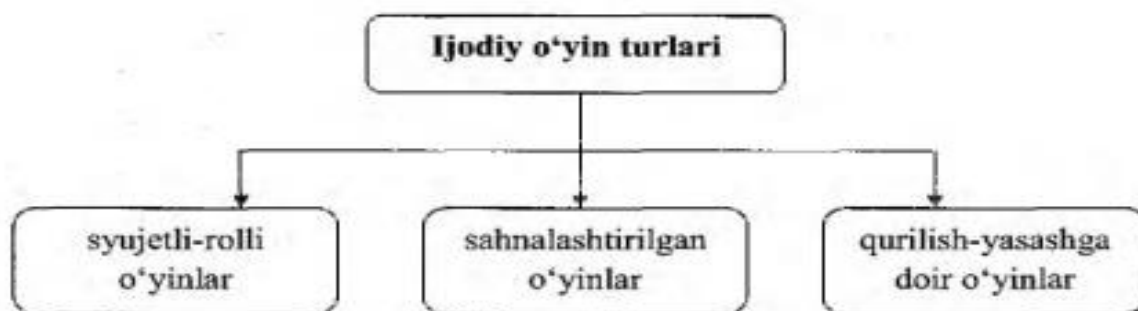 Ijodiy o‘yin turlari
syujetli-rolli
o‘yinlar
sahnalashtirilgan
o‘yinlar
qurilish-yasashga
doir o‘yinlar